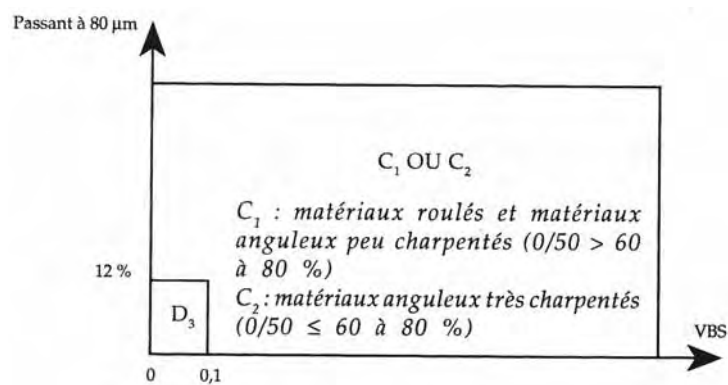 Passant à 80 µm
C1 OU C2
C1 : matériaux roulés et matériaux
anguleux peu charpentés (0/50 > 60
à 80 %)
C2 : matériaux anguleux très charpentés
(0/50 ≤ 60 à 80 %)
12 %
D3
VBS
0
0,1